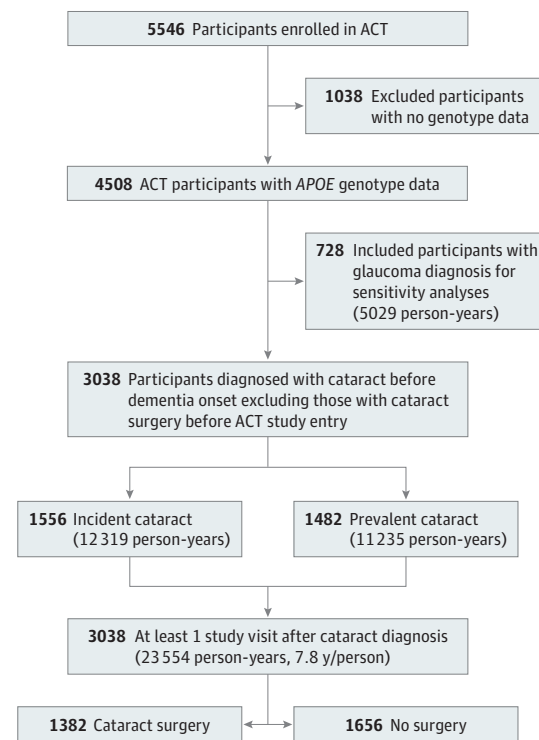 5546 Participants enrolled in ACT
1038 Excluded participants
with no genotype data
4508 ACT participants with APOE genotype data
728 Included participants with
glaucoma diagnosis for
sensitivity analyses
(5029 person-years)
3038 Participants diagnosed with cataract before
dementia onset excluding those with cataract
surgery before ACT study entry
1556 Incident cataract
(12 319 person-years)
1482 Prevalent cataract
(11 235 person-years)
3038 At least 1 study visit after cataract diagnosis
(23 554 person-years, 7.8 y/person)
1382 Cataract surgery
1656 No surgery